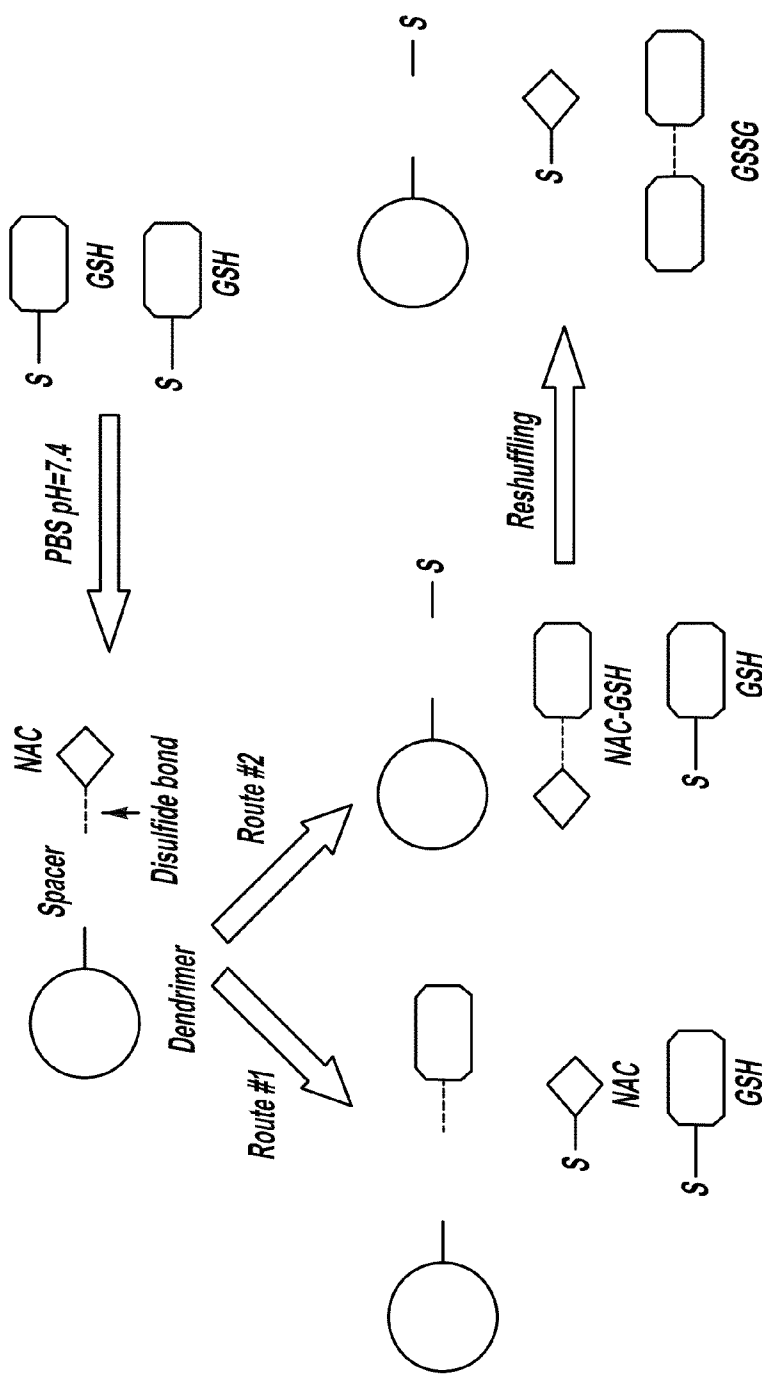 NAC
Spacer
Disulfide bond
Dendrimer
PBS pH=7.4
S
GSH
S
GSH
Route #1
Route #2
S
NAC
S
GSH
S
NAC-GSH
S
GSH
Reshuffling
S
S
GSSG